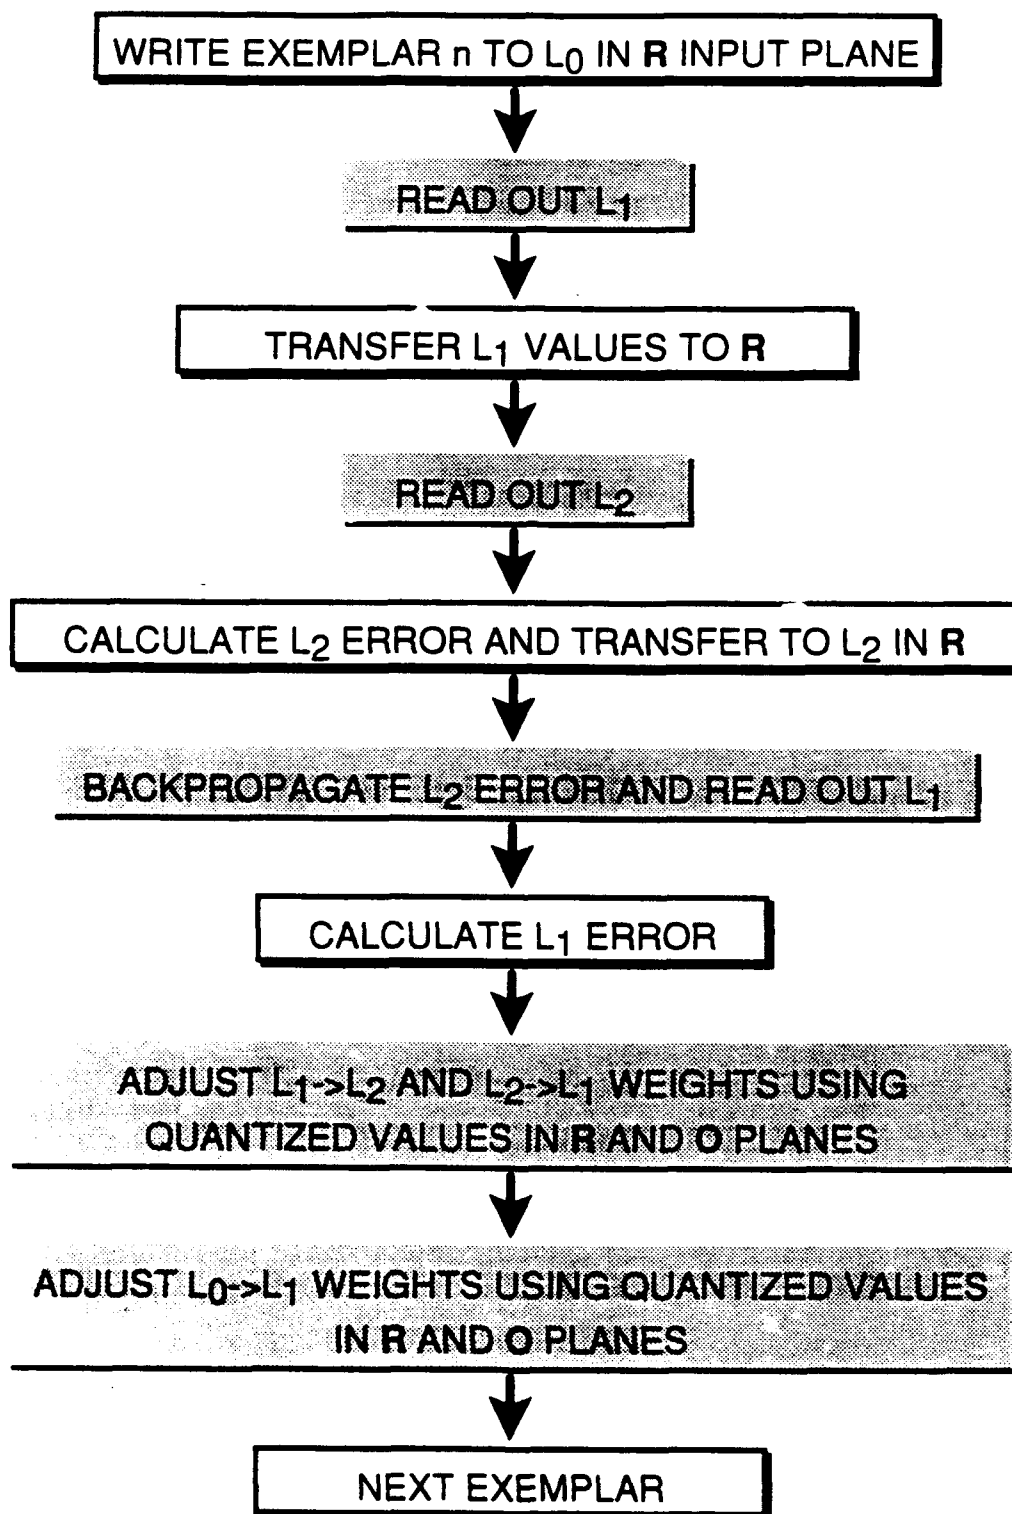 WRITE EXEMPLAR n TO L0 IN R INPUT PLANE
READ OUT L1
TRANSFER L1 VALUES TO R
READ OUT L2
CALCULATE L2 ERROR AND TRANSFER TO L2 IN R
BACKPROPAGATE L2 ERROR AND READ OUT L1
CALCULATE L1 ERROR
ADJUST L1->L2 AND L2->L1 WEIGHTS USING
QUANTIZED VALUES IN R AND O PLANES
ADJUST L0->L1 WEIGHTS USING QUANTIZED VALUES
IN R AND O PLANES
NEXT EXEMPLAR